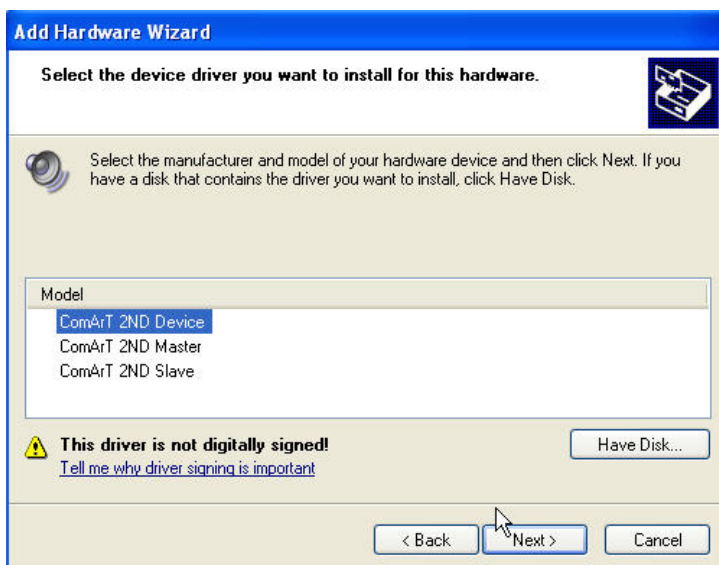 Add Hardware Wizard
Select the device driver you want to install for this hardware.
Select the manufacturer and model of your hardware device and then click Next. If you
have a disk that contains the driver you want to install, click Have Disk.
Model
ComArT 2ND Device
ComArT 2ND Master
ComArT 2ND Slave
This driver is not digitally signed!
Tell me why driver signing is important
Have Disk...
< Back
Next >
Cancel